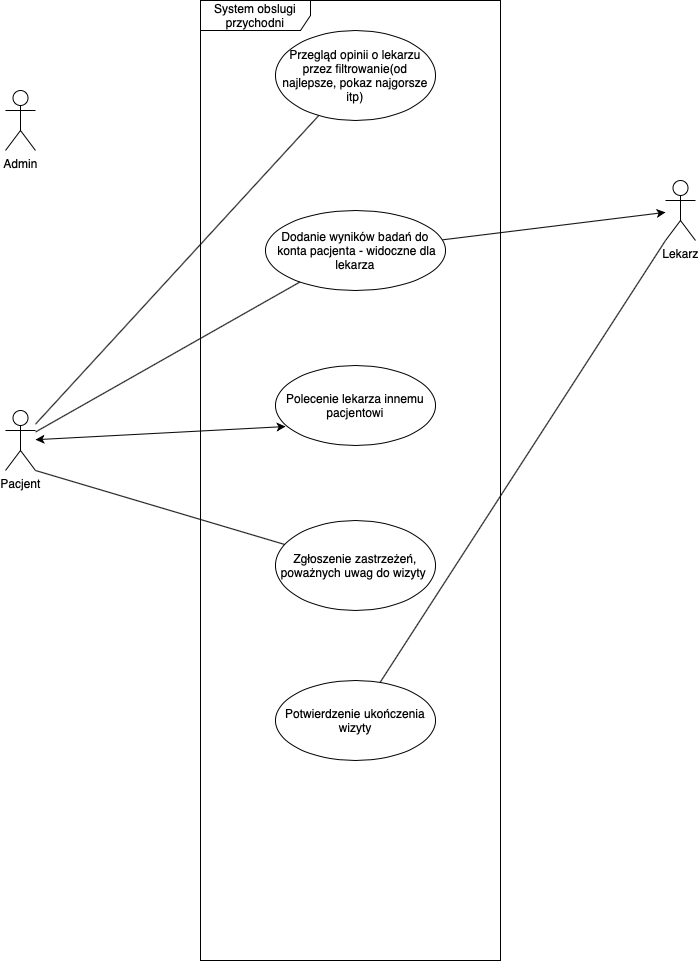 System obslugi
przychodni
Przegląd opinii o lekarzu
przez filtrowanie(od
najlepsze, pokaz najgorsze
itp)
Admin
Dodanie wyników badań do
konta pacjenta - widoczne dla
lekarza
Lekarz
Polecenie lekarza innemu
pacjentowi
Pacjent
Zgłoszenie zastrzeżeń,
poważnych uwag do wizyty
Potwierdzenie ukończenia
wizyty